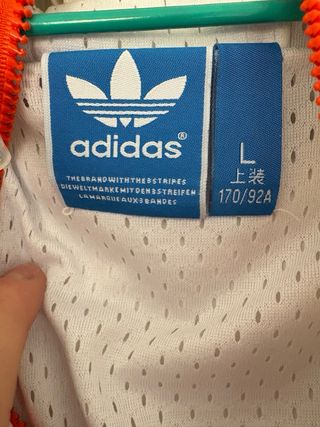 adidas®
THE BRAND WITH THE 3 STRIPES
DIE WELTMARKE MIT DEN 3 STREIFEN
LA MARQUE AUX 3 BANDES
L
上装
170/92A